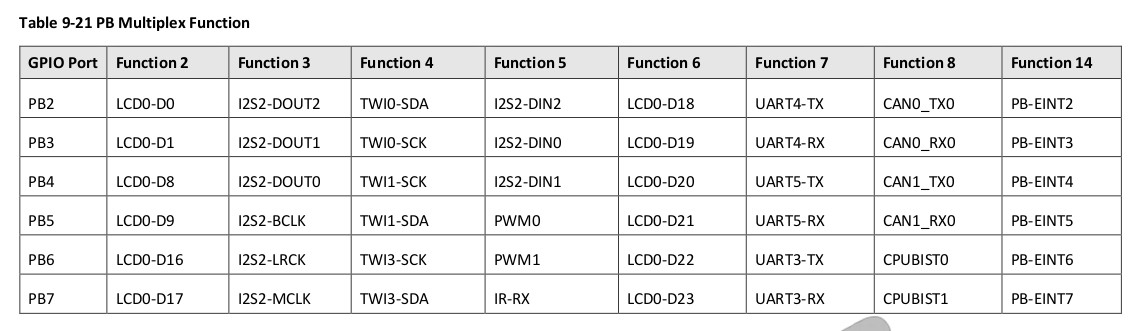 Table 9-21 PB Multiplex Function
GPIO Port Function 2 Function 3 Function 4 Function 5 Function 6 Function 7 Function 8 Function 14
PB2 LCD0-D0 I2S2-DOUT2 TWI0-SDA I2S2-DIN2 LCD0-D18 UART4-TX CAN0_TX0 PB-EINT2
PB3 LCD0-D1 I2S2-DOUT1 TWI0-SCK I2S2-DIN0 LCD0-D19 UART4-RX CAN0_RX0 PB-EINT3
PB4 LCD0-D8 I2S2-DOUT0 TWI1-SCK I2S2-DIN1 LCD0-D20 UART5-TX CAN1_TX0 PB-EINT4
PB5 LCD0-D9 I2S2-BCLK TWI1-SDA PWM0 LCD0-D21 UART5-RX CAN1_RX0 PB-EINT5
PB6 LCD0-D16 I2S2-LRCK TWI3-SCK PWM1 LCD0-D22 UART3-TX CPUBIST0 PB-EINT6
PB7 LCD0-D17 I2S2-MCLK TWI3-SDA IR-RX LCD0-D23 UART3-RX CPUBIST1 PB-EINT7